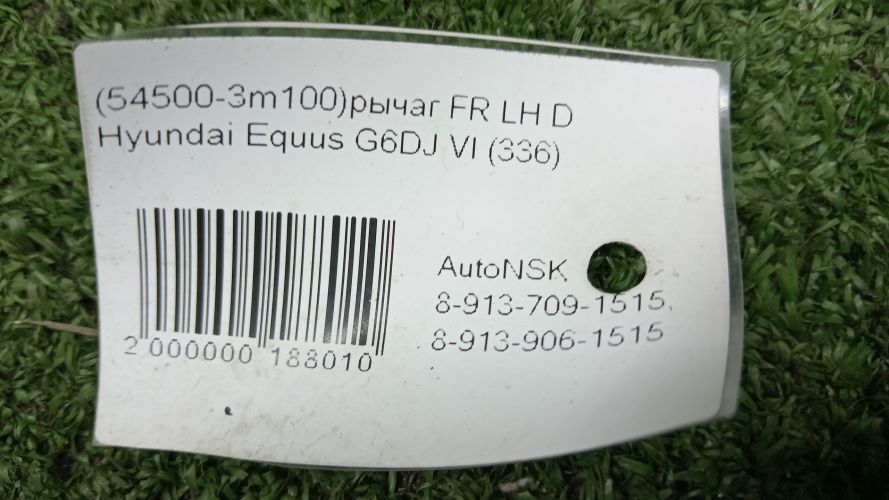 (54500-3m100)рычаг FR LH D
Hyundai Equus G6DJ VI (336)
AutoNSK,
8-913-709-1515,
8-913-906-1515
2 000000 188010